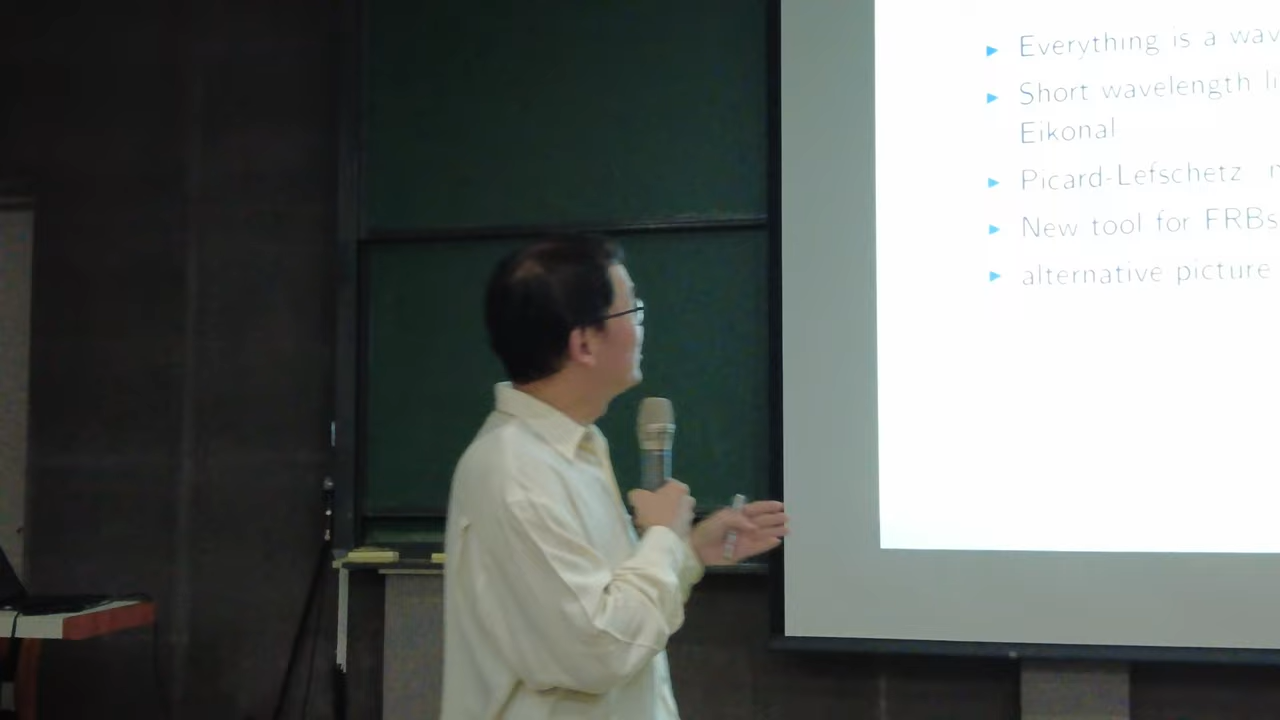 Everything is a wav
Short wavelength li
Eikonal
Picard-Lefschetz
New tool for FRBs
alternative picture